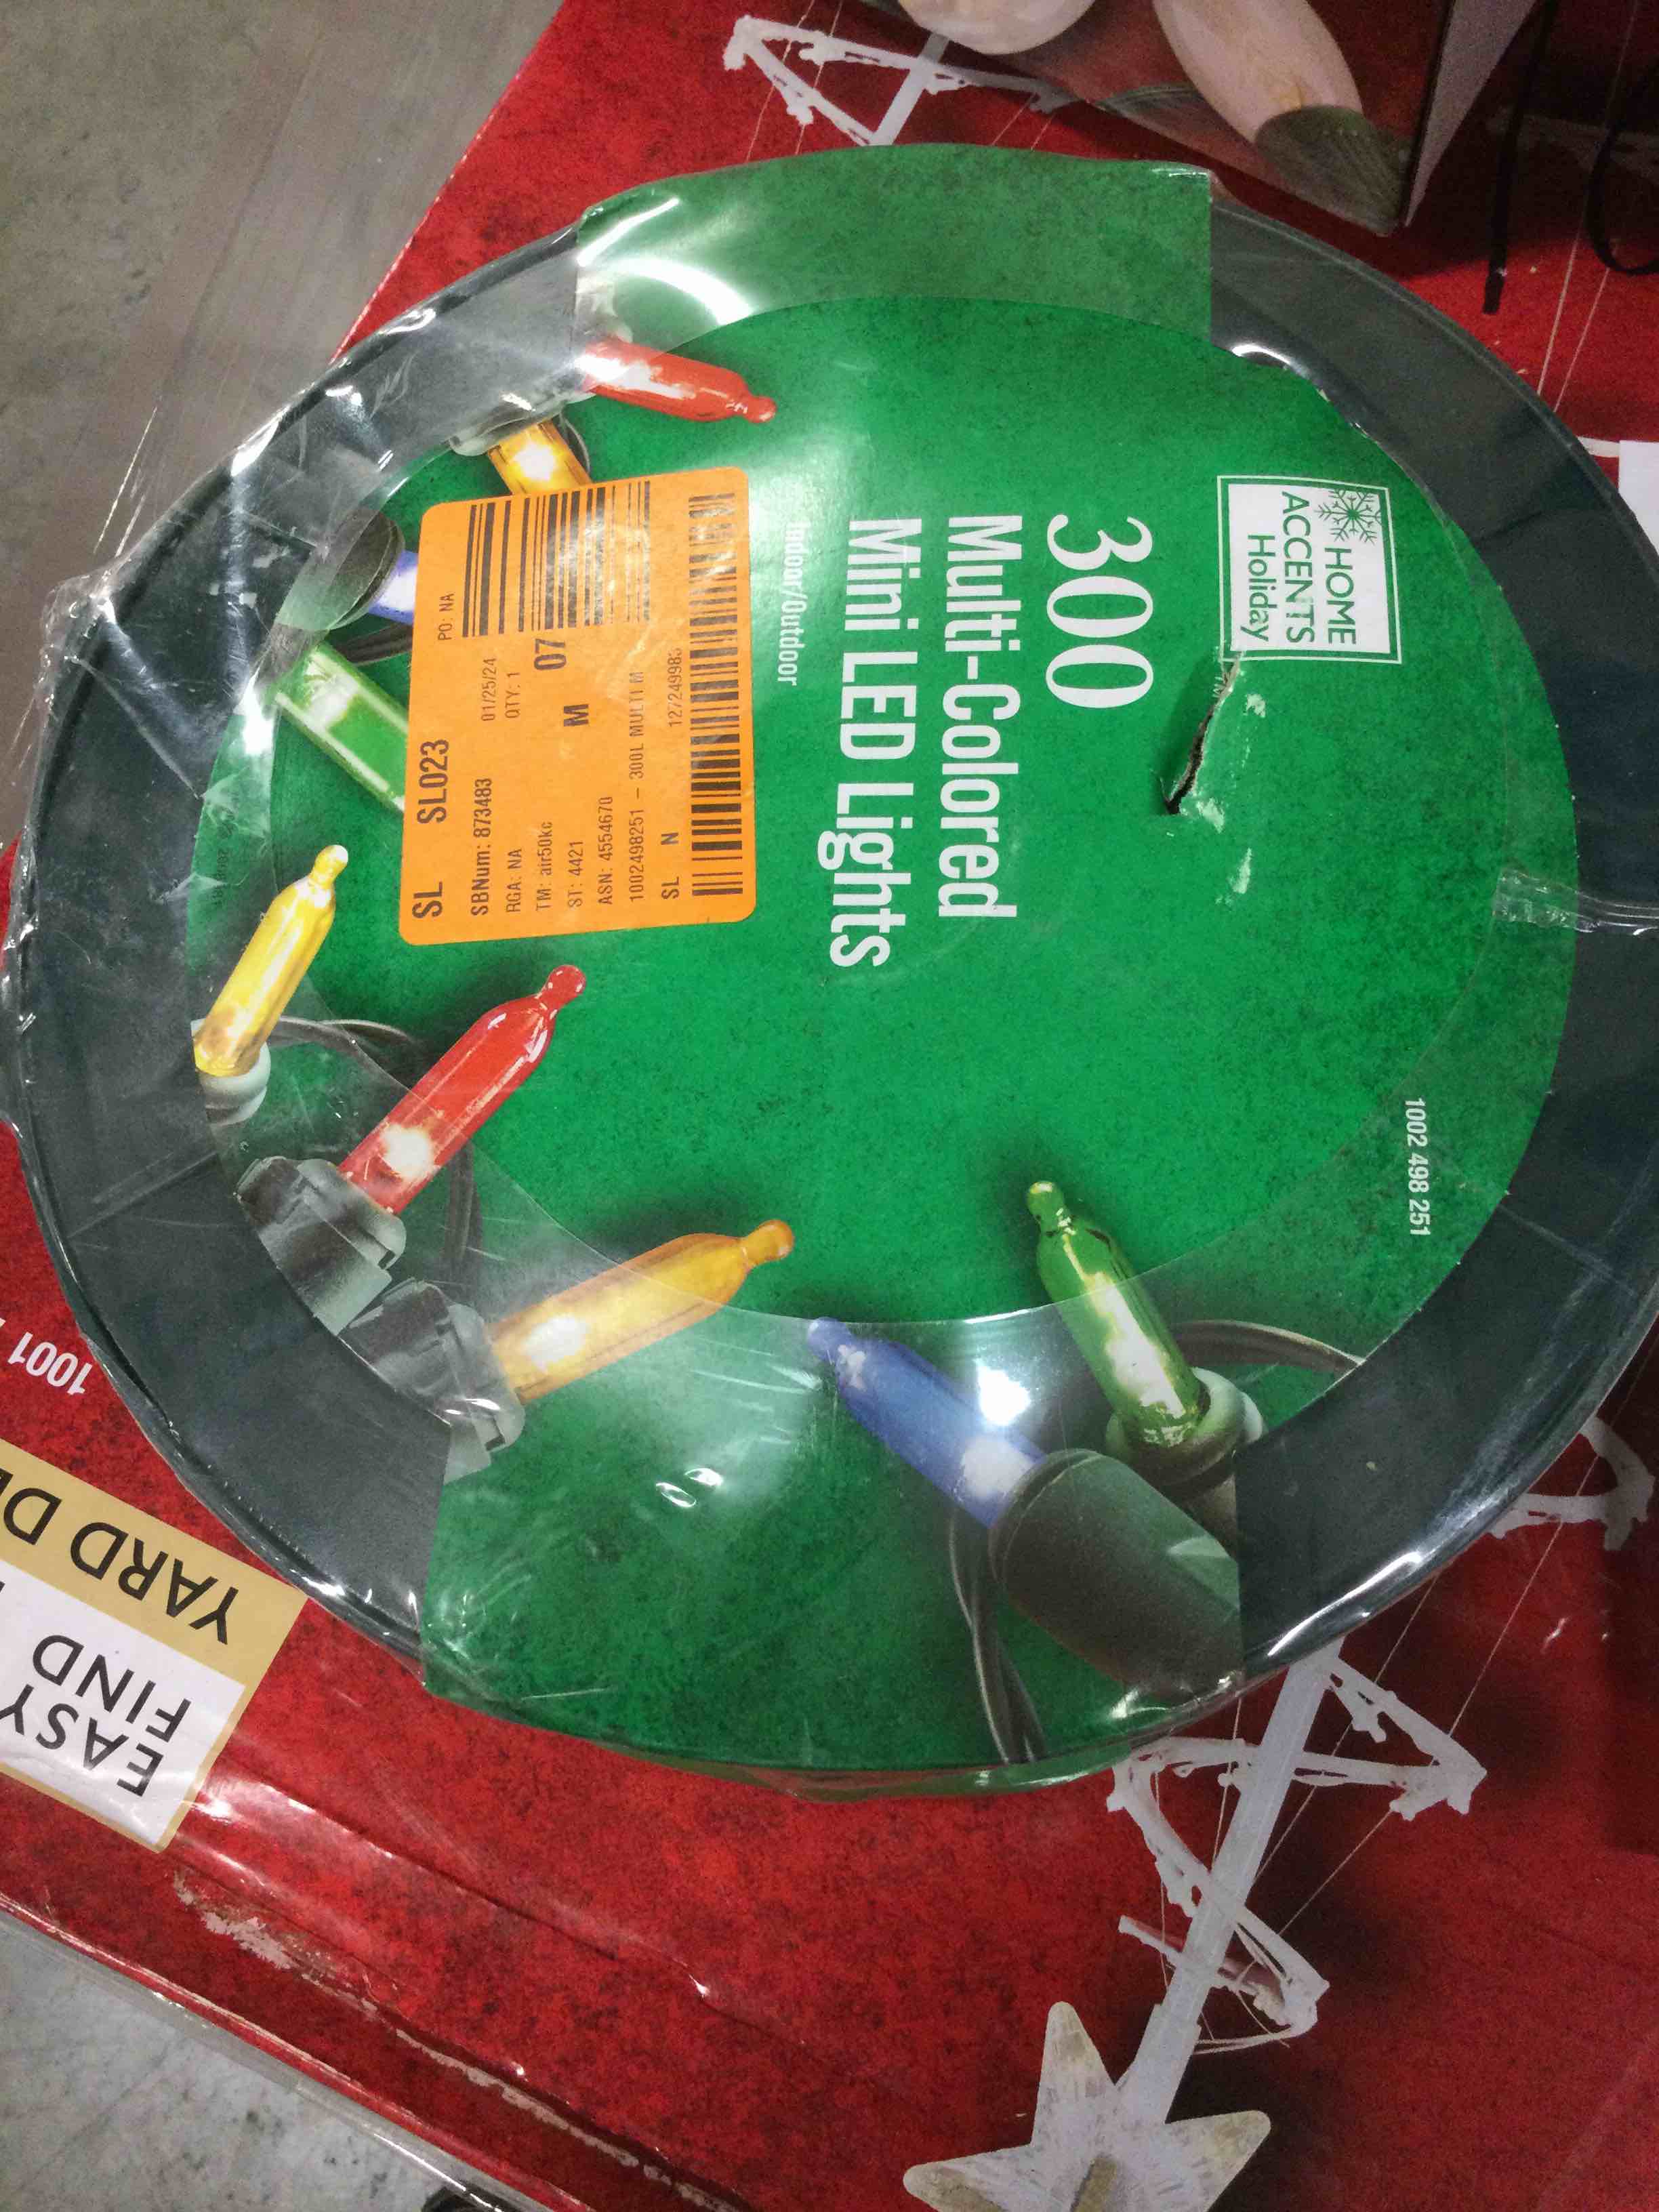 HOME
ACCENTS
Holiday
TM
300
Multi-Colored
Mini LED Lights
Indoor/Outdoor
1002 498 251
SL SL023
SBNum: 873483 01/25/24 PO: NA
RGA: NA QTY. 1
TM: air50kc
ST: 4421 M 07
ASN: 4554670
1002498251 - 300L MULTI M
SL N 127249983
1001
EASY
FIND
YARD